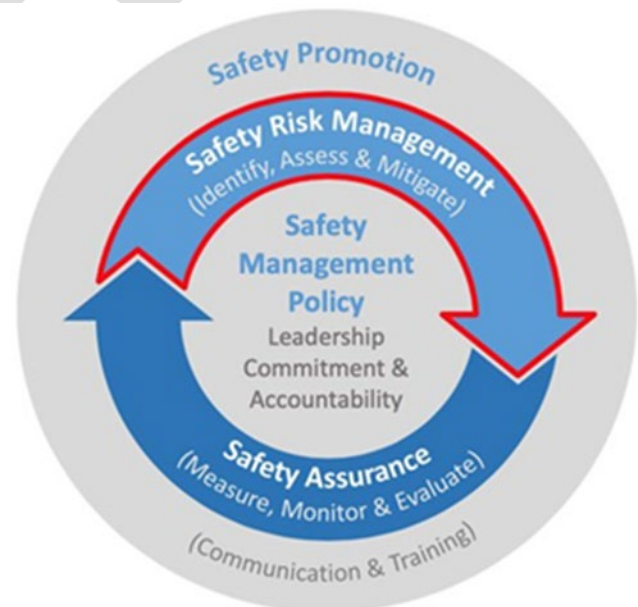 Safety Promotion
Safety Risk Management
(Identify, Assess & Mitigate)
Safety
Management
Policy
Leadership
Commitment &
Accountability
Safety Assurance
(Measure, Monitor & Evaluate)
(Communication & Training)